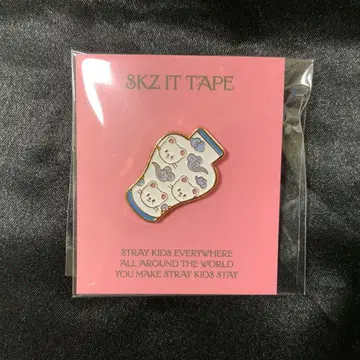 SKZ IT TAPE
STRAY KIDS EVERYWHERE
ALL AROUND THE WORLD
YOU MAKE STRAY KIDS STAY